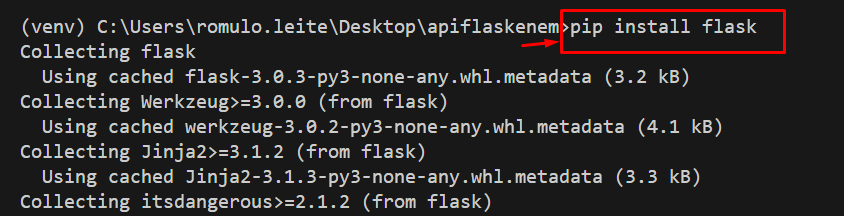 (venv) C:\Users\romulo.leite\Desktop\apiflaskenem>pip install flask
Collecting flask
  Using cached flask-3.0.3-py3-none-any.whl.metadata (3.2 kB)
Collecting Werkzeug>=3.0.0 (from flask)
  Using cached werkzeug-3.0.2-py3-none-any.whl.metadata (4.1 kB)
Collecting Jinja2>=3.1.2 (from flask)
  Using cached Jinja2-3.1.3-py3-none-any.whl.metadata (3.3 kB)
Collecting itsdangerous>=2.1.2 (from flask)